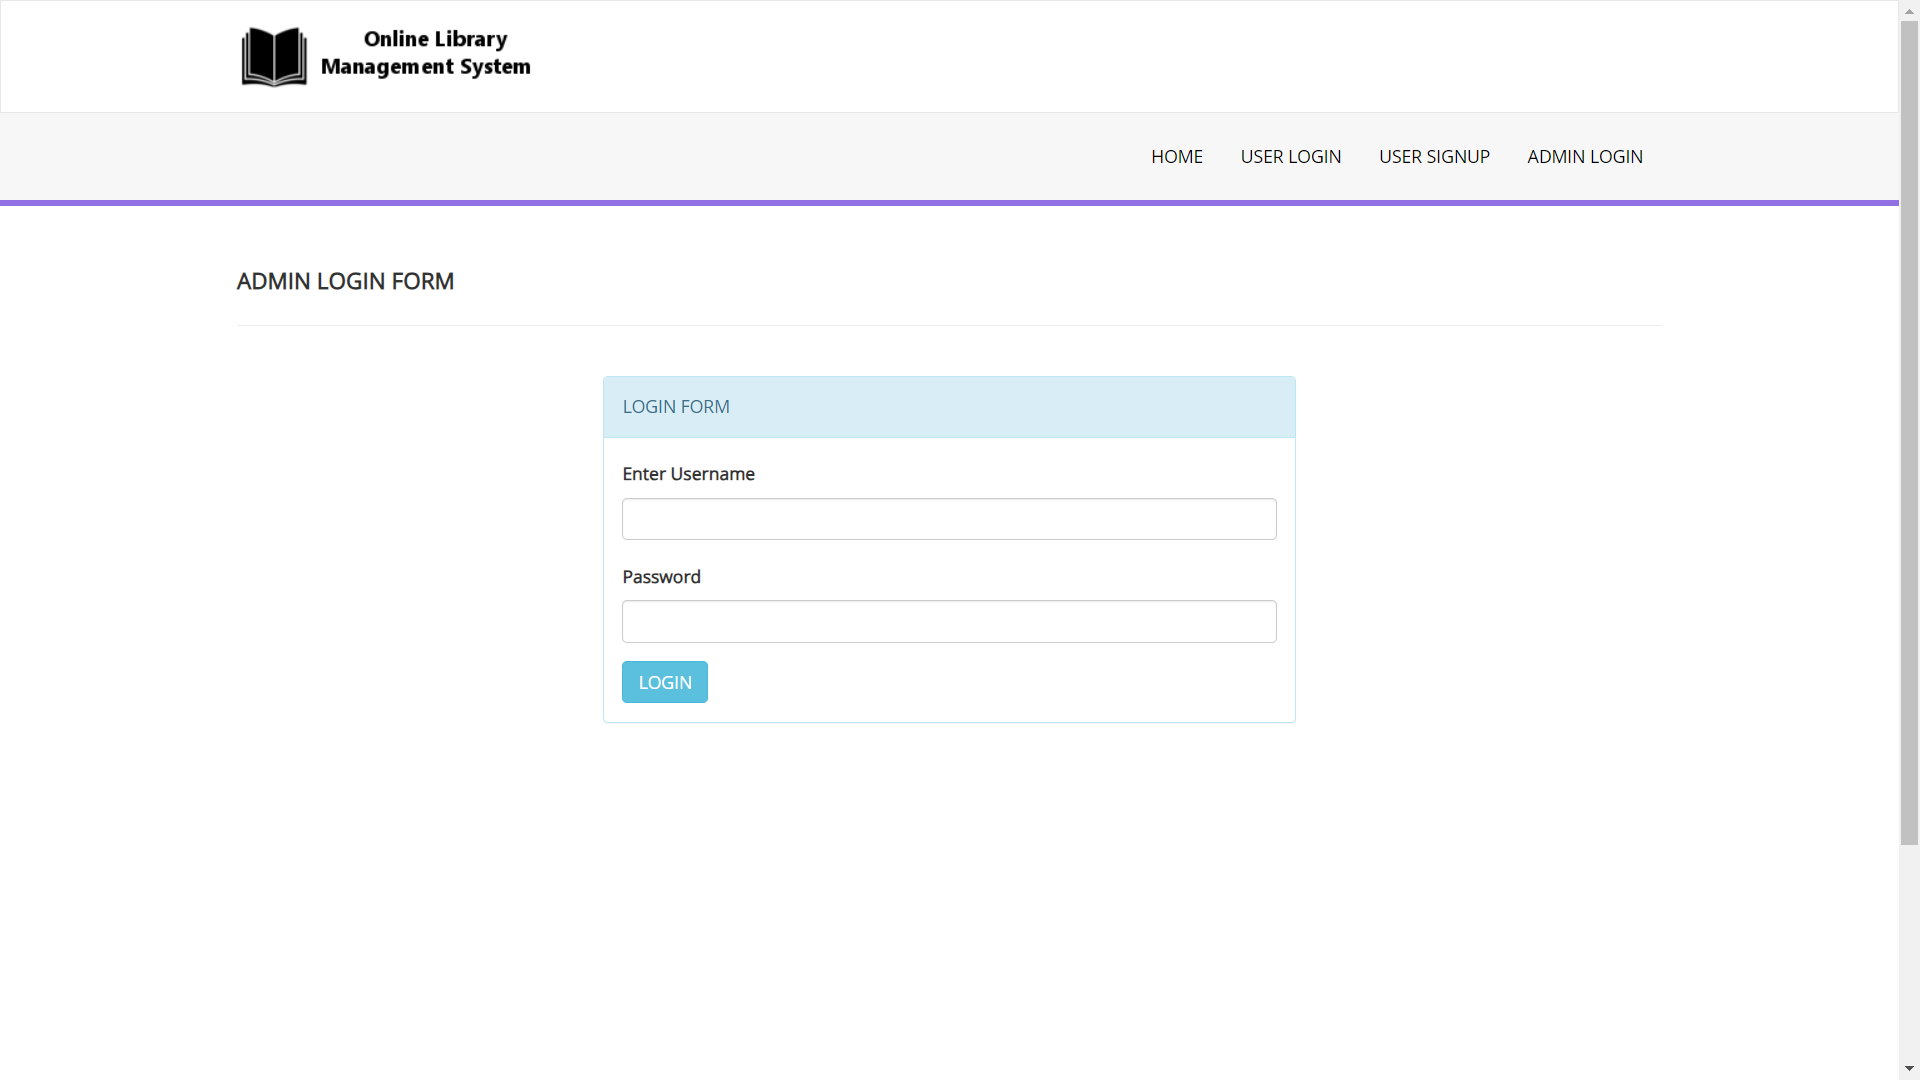 Online Library
Management System
HOME USER LOGIN USER SIGNUP ADMIN LOGIN
ADMIN LOGIN FORM
LOGIN FORM
Enter Username
Password
LOGIN